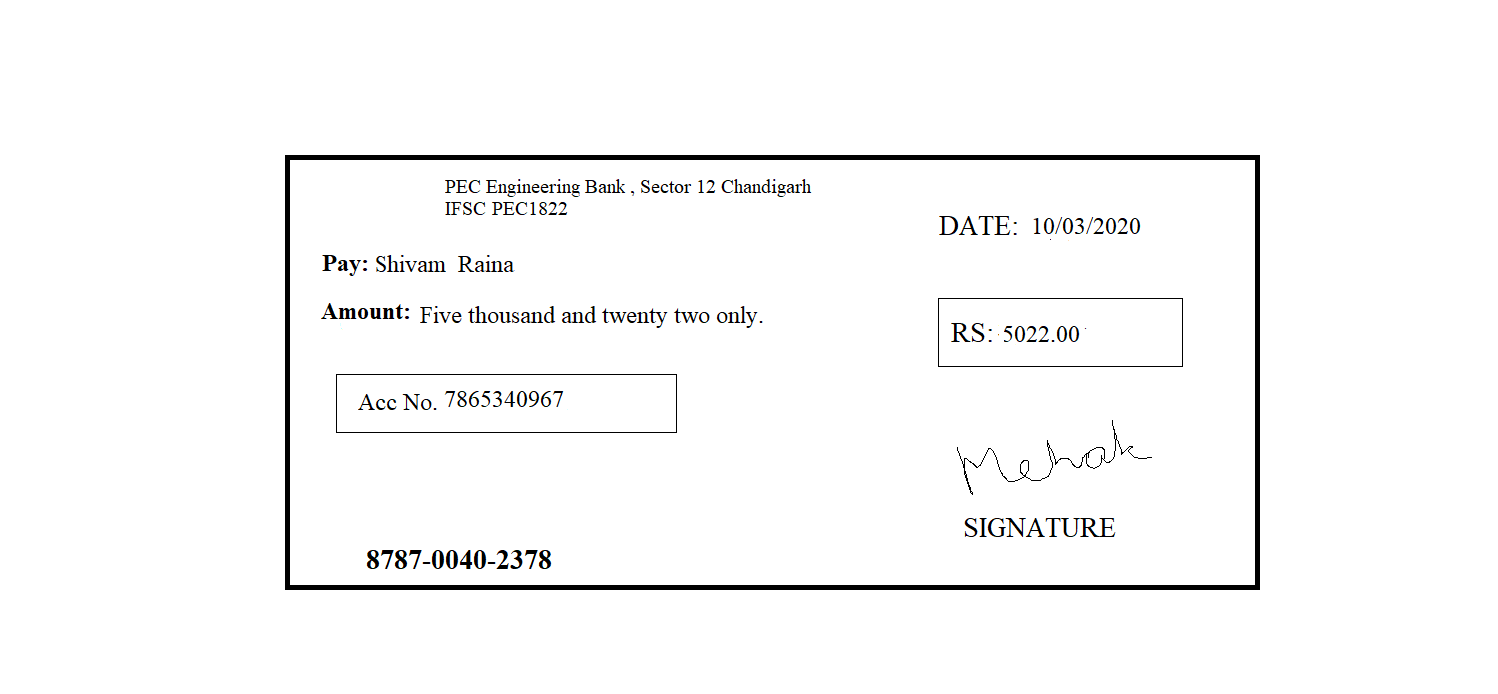 PEC Engineering Bank , Sector 12 Chandigarh
IFSC PEC1822
DATE: 10/03/2020
Pay: Shivam Raina
Amount: Five thousand and twenty two only.
RS: 5022.00
Acc No. 7865340967
Mehak
SIGNATURE
8787-0040-2378